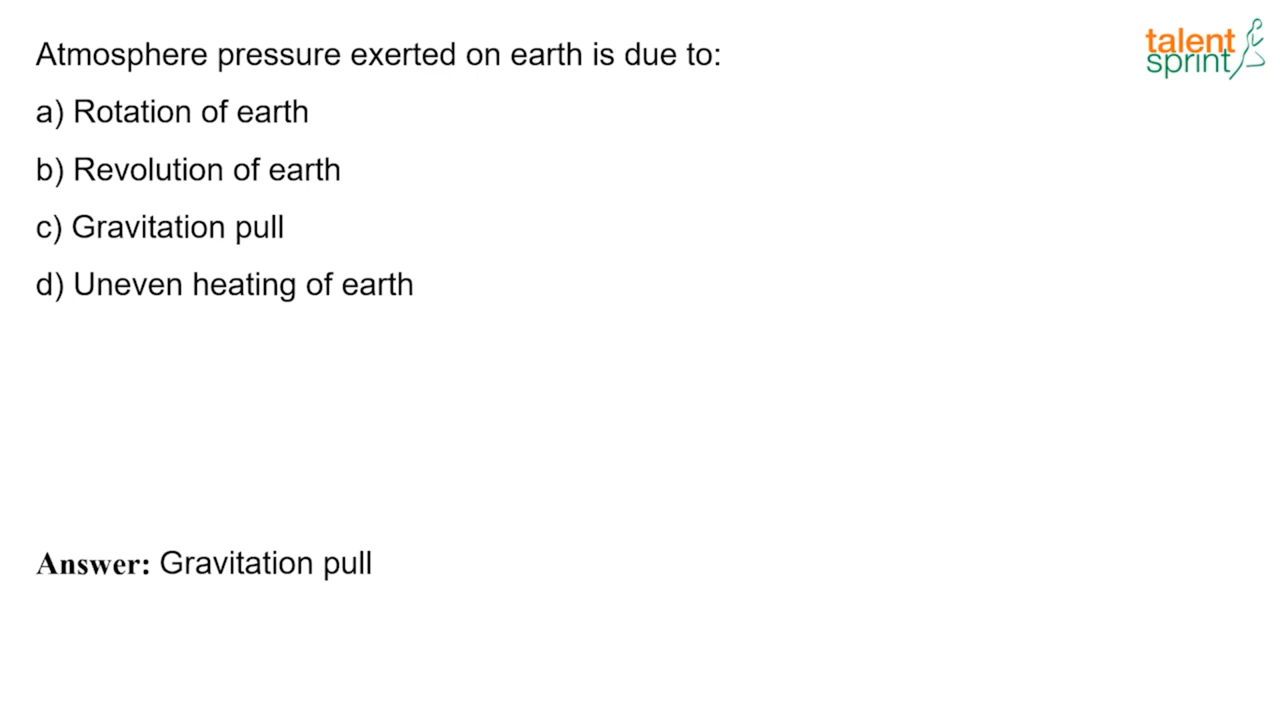 Atmosphere pressure exerted on earth is due to:
a) Rotation of earth
b) Revolution of earth
c) Gravitation pull
d) Uneven heating of earth
Answer: Gravitation pull
talent
sprint